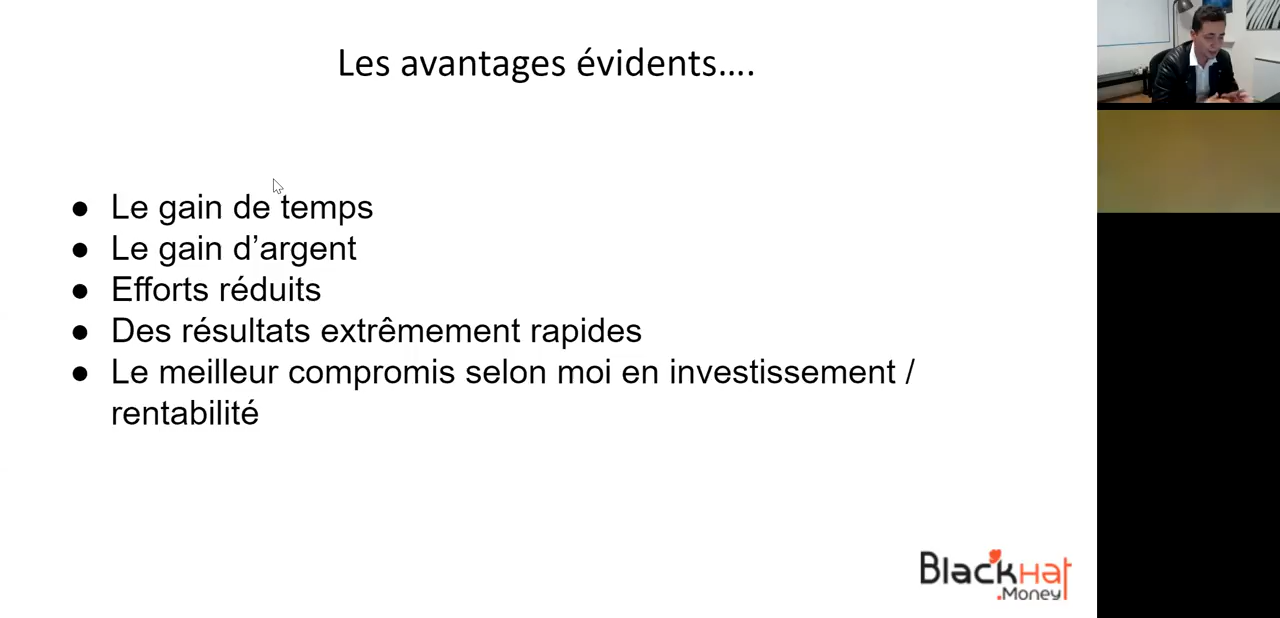 Les avantages évidents....
● Le gain de temps
● Le gain d’argent
● Efforts réduits
● Des résultats extrêmement rapides
● Le meilleur compromis selon moi en investissement /
rentabilité
BlackHat
.Money